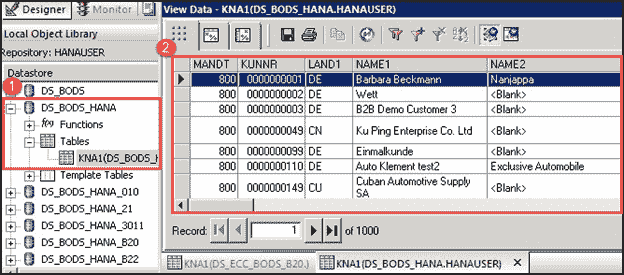 Designer Monitor
Local Object Library
Repository: HANAUSER
Datastore
1
DS_BODS
DS_BODS_HANA
Functions
Tables
KNA1(DS_BODS_H
Template Tables
DS_BODS_HANA_010
DS_BODS_HANA_21
DS_BODS_HANA_3011
DS_BODS_HANA_B20
DS_BODS_HANA_B22
View Data - KNA1(DS_BODS_HANA.HANAUSER)
2
MANDT KUNNR LAND1 NAME1 NAME2
800 0000000001 DE Barbara Beckmann Nanjappa
800 0000000002 DE Wett <Blank>
800 0000000003 DE B2B Demo Customer 3 <Blank>
800 0000000049 CN Ku Ping Enterprise Co. Ltd <Blank>
800 0000000099 DE Einmalkunde <Blank>
800 0000000110 DE Auto Klement test2 Exclusive Automobile
800 0000000149 CU Cuban Automotive Supply SA <Blank>
Record: 1 of 1000
KNA1(DS_ECC_BODS_B20.) KNA1(DS_BODS_HANA.HANAUSER)